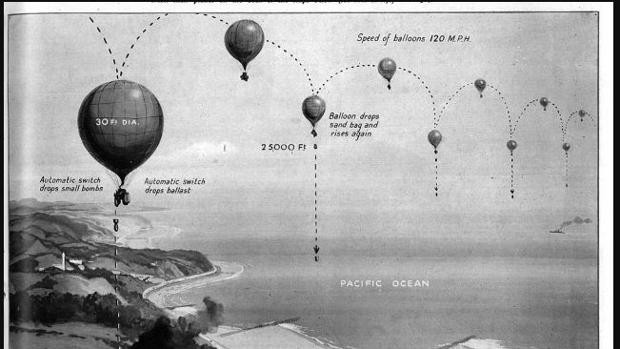 Speed of balloons 120 M.P.H.
30 Ft DIA.
Balloon drops
sand bag and
rises again
25000 Ft
Automatic switch
drops small bombs
Automatic switch
drops ballast
PACIFIC OCEAN